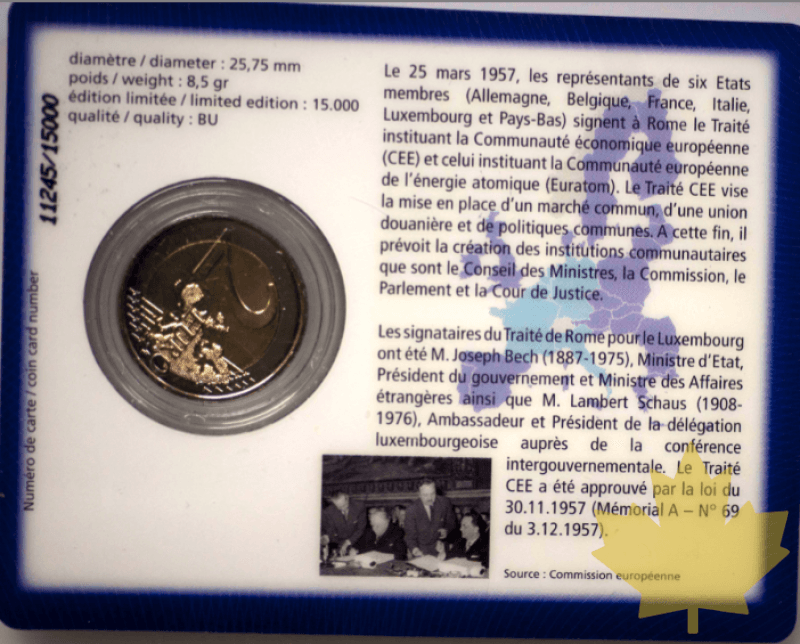 diamètre / diameter : 25,75 mm
poids / weight : 8,5 gr
édition limitée / limited edition : 15.000
qualité / quality : BU
11245/15000
Numéro de carte / coin card number
2
Le 25 mars 1957, les représentants de six Etats
membres (Allemagne, Belgique, France, Italie,
Luxembourg et Pays-Bas) signent à Rome le Traité
instituant la Communauté économique européenne
(CEE) et celui instituant la Communauté européenne
de l'énergie atomique (Euratom). Le Traité CEE vise
la mise en place d'un marché commun, d'une union
douanière et de politiques communes. A cette fin, il
prévoit la création des institutions communautaires
que sont le Conseil des Ministres, la Commission, le
Parlement et la Cour de Justice.
Les signataires du Traité de Rome pour le Luxembourg
ont été M. Joseph Bech (1887-1975), Ministre d'Etat,
Président du gouvernement et Ministre des Affaires
étrangères ainsi que M. Lambert Schaus (1908-
1976), Ambassadeur et Président de la délégation
luxembourgeoise auprès de la conférence
intergouvernementale. Le Traité
CEE a été approuvé par la loi du
30.11.1957 (Mémorial A – N° 69
du 3.12.1957).
Source : Commission européenne